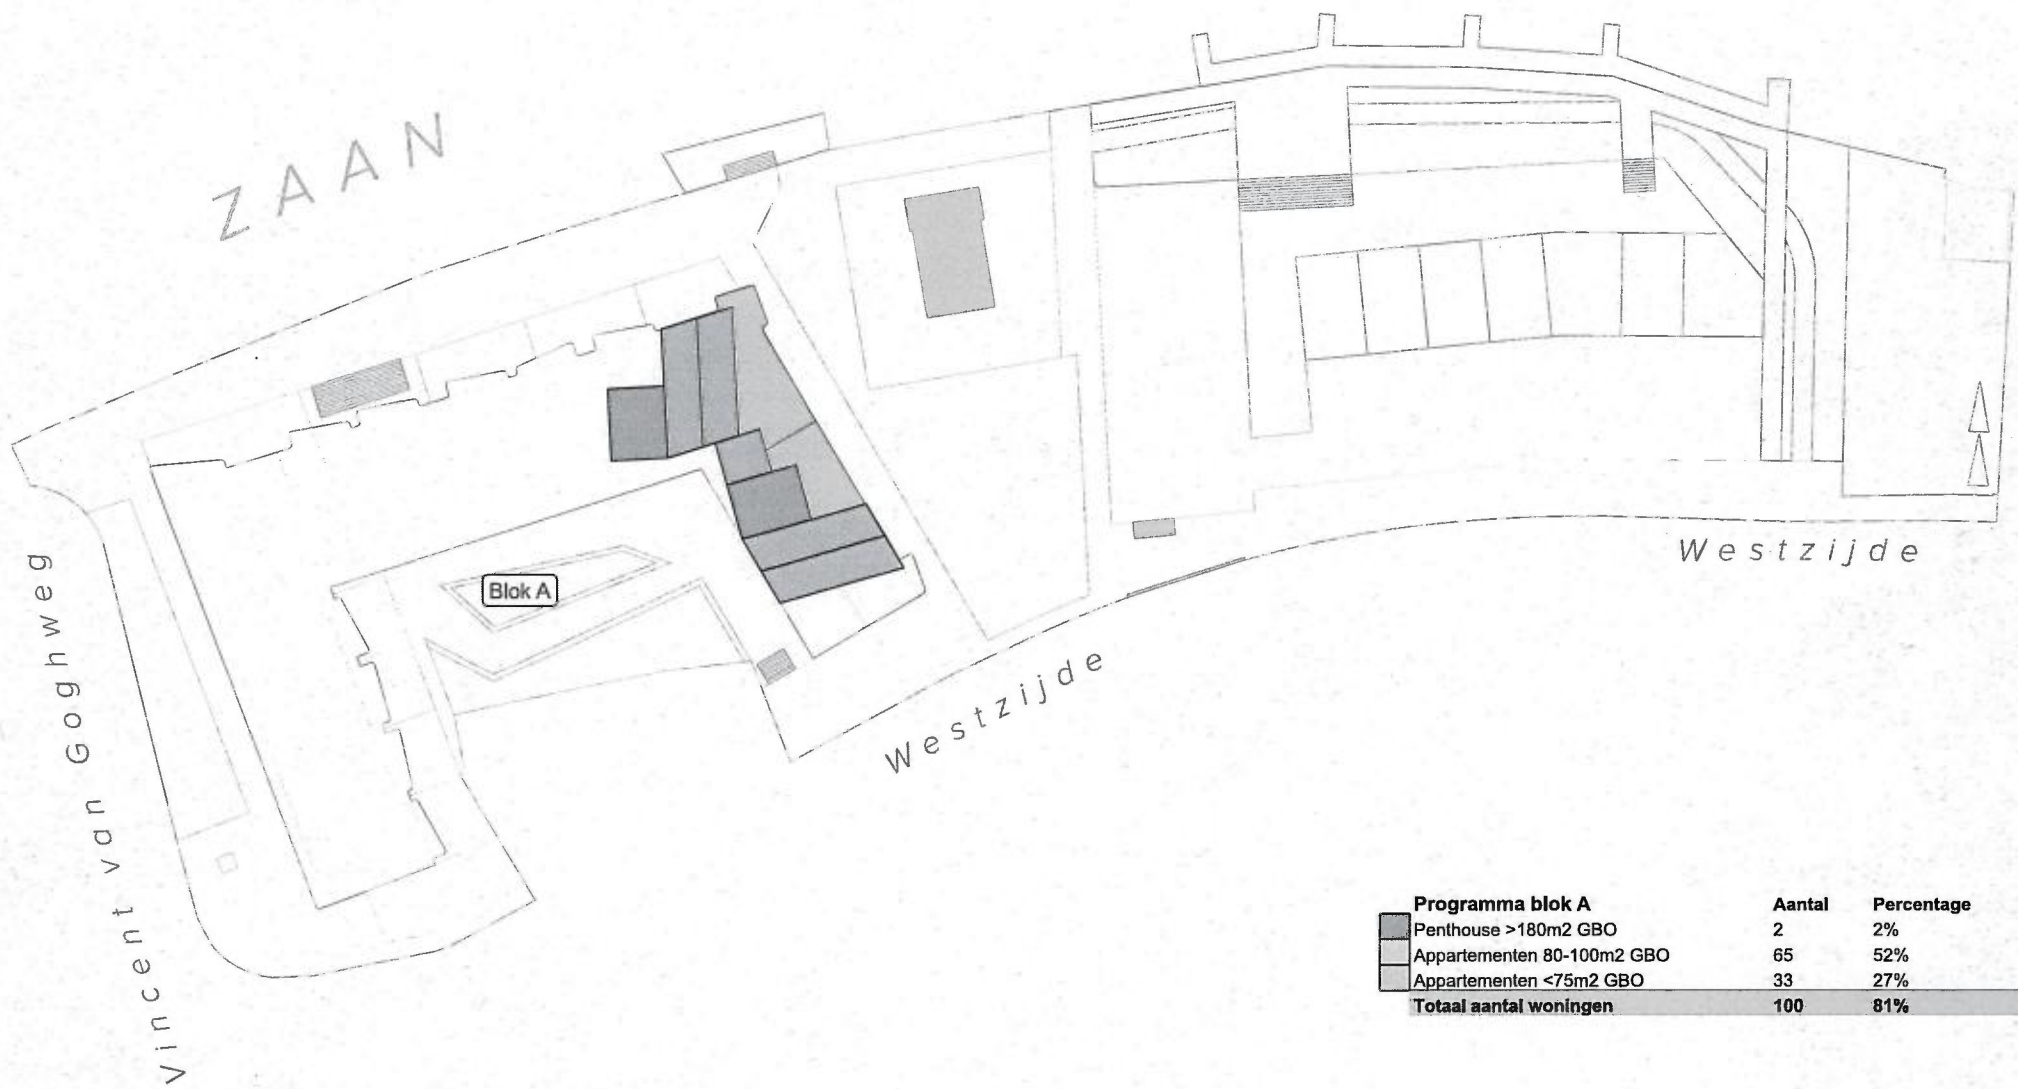 ZAAN
Blok A
Vincent van Goghweg
Westzijde
Westzijde
Programma blok A Aantal Percentage
Penthouse >180m2 GBO 2 2%
Appartementen 80-100m2 GBO 65 52%
Appartementen <75m2 GBO 33 27%
Totaal aantal woningen 100 81%